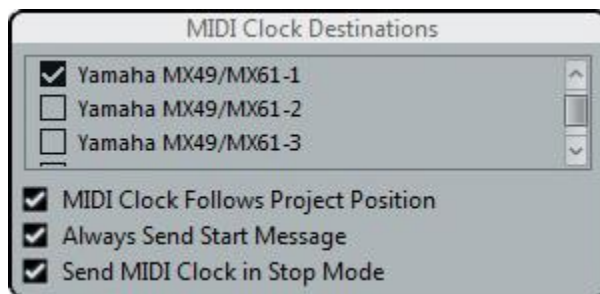 MIDI Clock Destinations
Yamaha MX49/MX61-1
Yamaha MX49/MX61-2
Yamaha MX49/MX61-3
MIDI Clock Follows Project Position
Always Send Start Message
Send MIDI Clock in Stop Mode